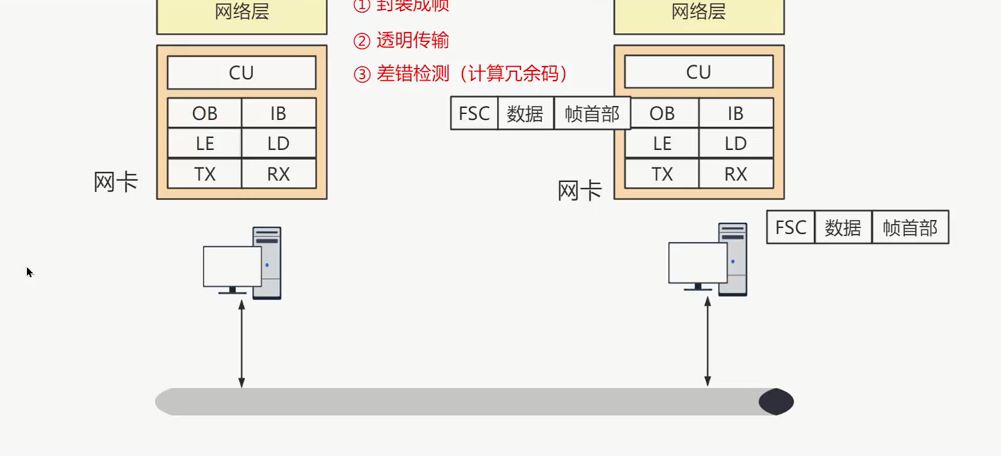 网络层
① 封装成帧
② 透明传输
③ 差错检测（计算冗余码）
网络层
CU
OB IB
LE LD
TX RX
网卡
FSC 数据 帧首部
CU
OB IB
LE LD
TX RX
网卡
FSC 数据 帧首部